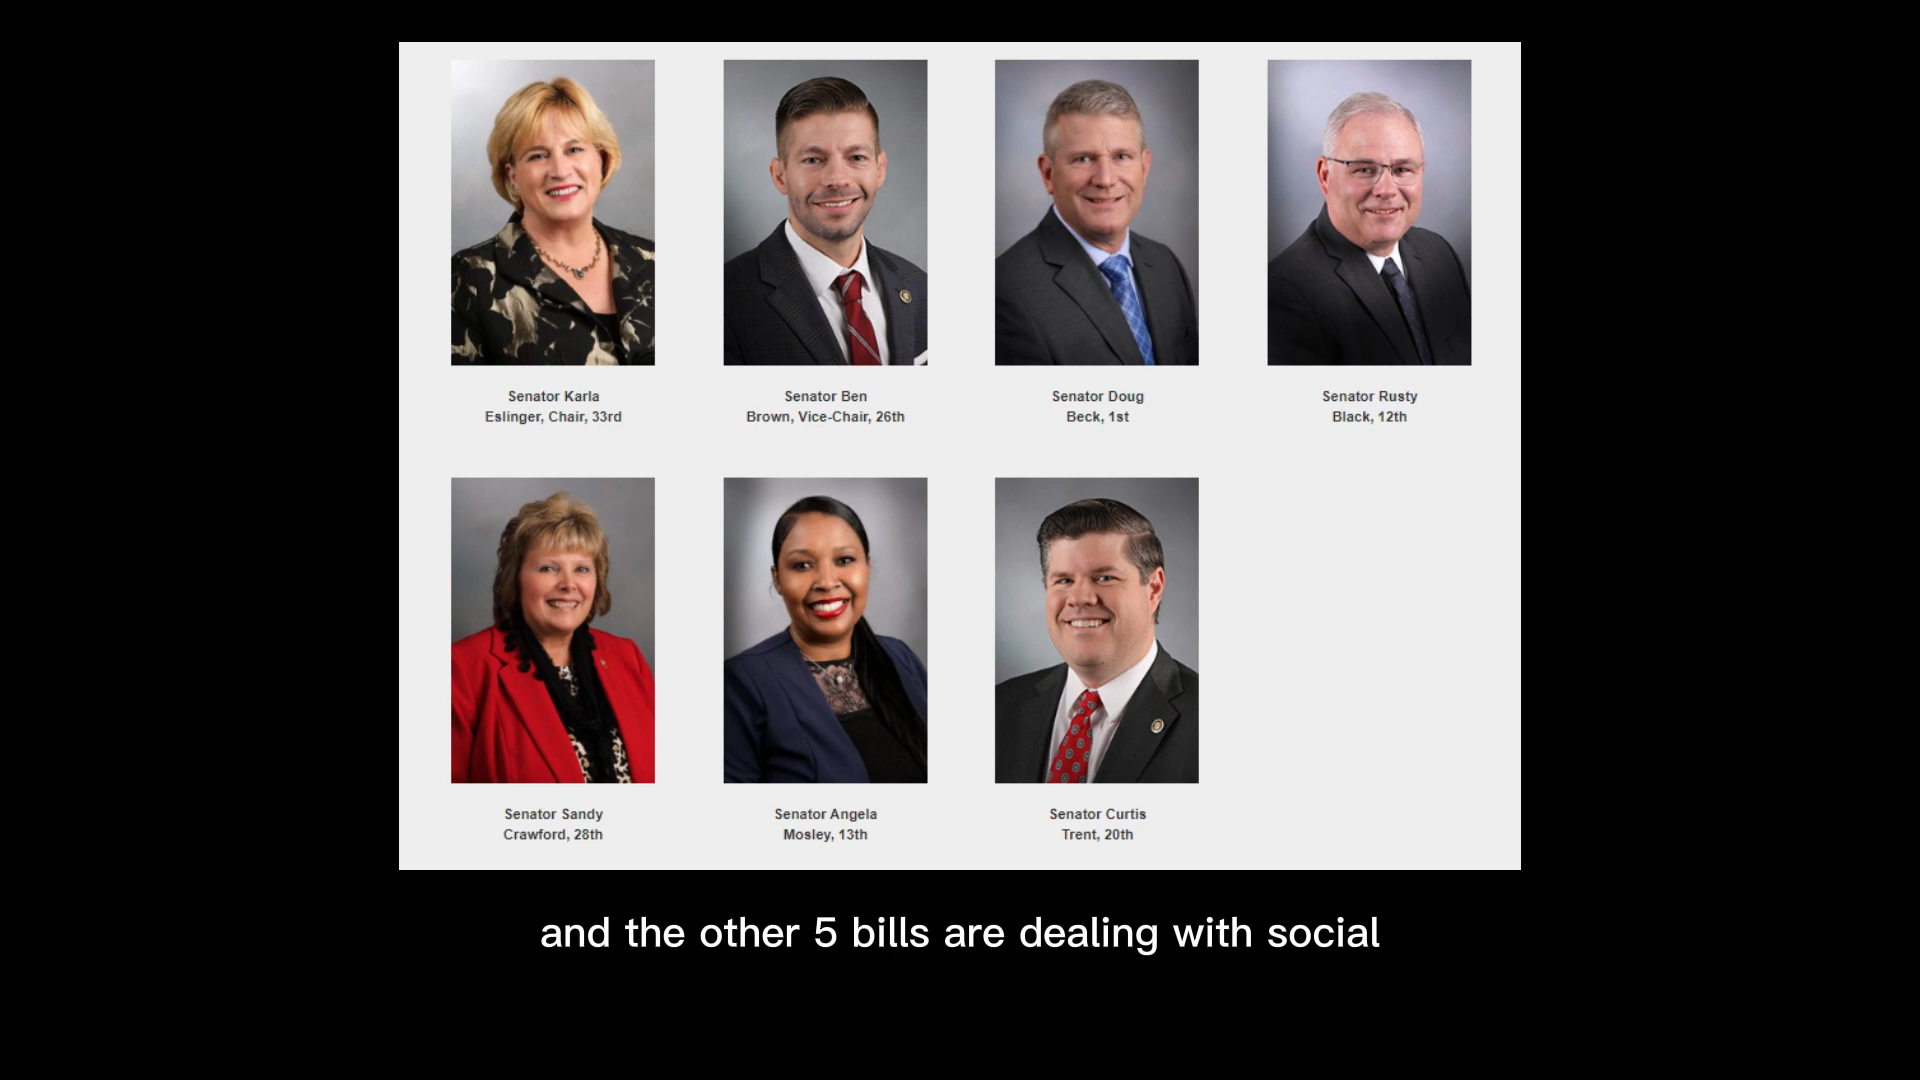 Senator Karla
Eslinger, Chair, 33rd
Senator Ben
Brown, Vice-Chair, 26th
Senator Doug
Beck, 1st
Senator Rusty
Black, 12th
Senator Sandy
Crawford, 28th
Senator Angela
Mosley, 13th
Senator Curtis
Trent, 20th
and the other 5 bills are dealing with social